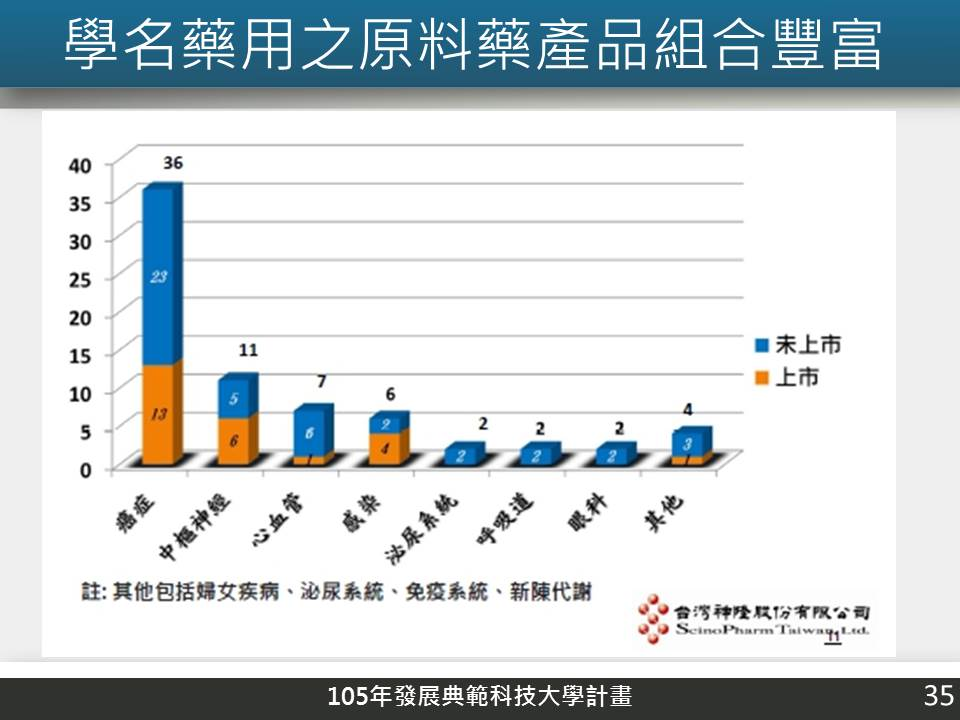 學名藥用之原料藥產品組合豐富
40
35
30
25
20
15
10
5
0
36
23
13
11
5
6
7
6
1
6
2
4
2
2
2
2
2
2
4
3
1
未上市
上市
癌症
中樞神經
心血管
感染
泌尿系統
呼吸道
眼科
其他
註: 其他包括婦女疾病、泌尿系統、免疫系統、新陳代謝
台灣神隆股份有限公司
ScinoPharm Taiwan, Ltd.
11
105年發展典範科技大學計畫
35